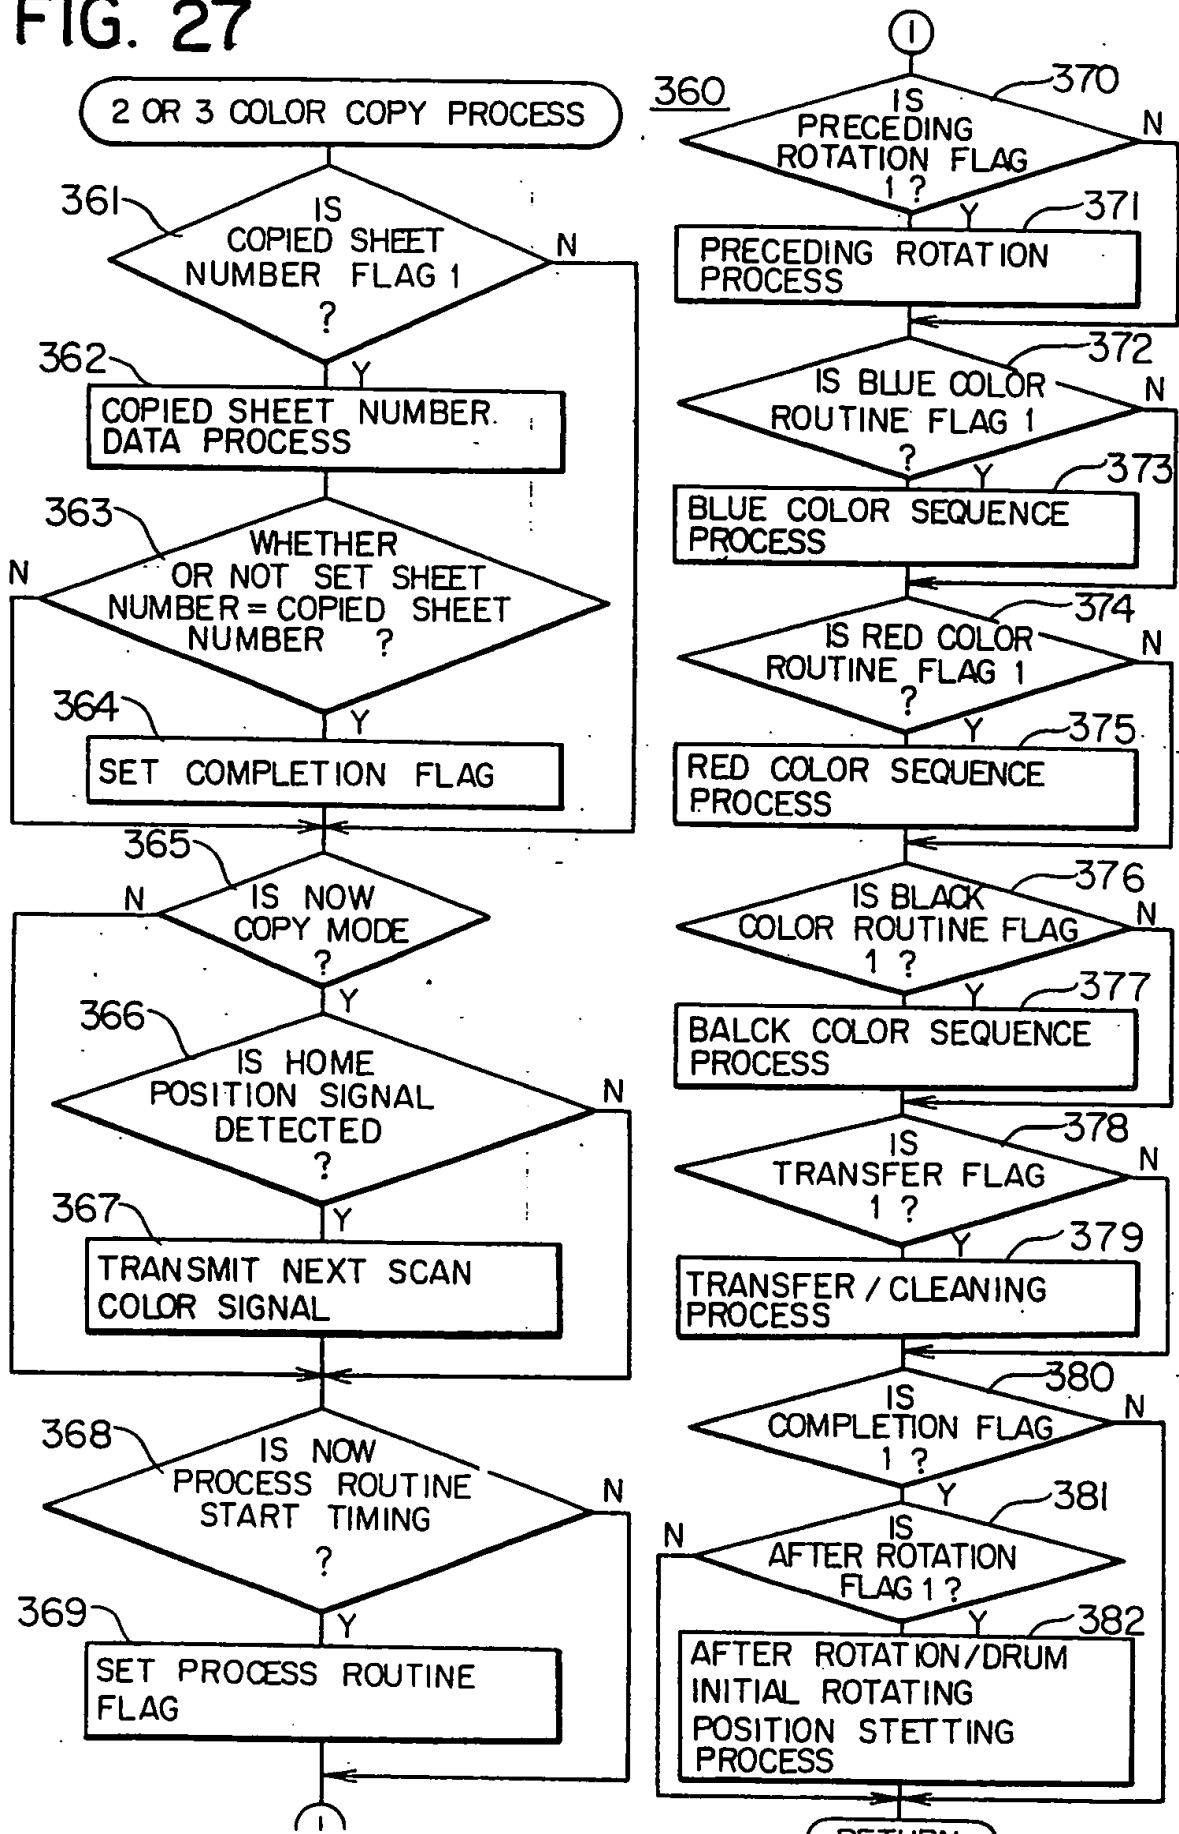 FIG. 27
2 OR 3 COLOR COPY PROCESS
361
IS
COPIED SHEET
NUMBER FLAG 1
?
N
Y
362
COPIED SHEET NUMBER
DATA PROCESS
363
WHETHER
OR NOT SET SHEET
NUMBER = COPIED SHEET
NUMBER ?
N
Y
364
SET COMPLETION FLAG
365
IS NOW
COPY MODE
?
N
Y
366
IS HOME
POSITION SIGNAL
DETECTED
?
N
Y
367
TRANSMIT NEXT SCAN
COLOR SIGNAL
368
IS NOW
PROCESS ROUTINE
START TIMING
?
N
Y
369
SET PROCESS ROUTINE
FLAG
1
1
360
370
IS
PRECEDING
ROTATION FLAG
1 ?
N
Y
371
PRECEDING ROTATION
PROCESS
372
IS BLUE COLOR
ROUTINE FLAG 1
?
N
Y
373
BLUE COLOR SEQUENCE
PROCESS
374
IS RED COLOR
ROUTINE FLAG 1
?
N
Y
375
RED COLOR SEQUENCE
PROCESS
376
IS BLACK
COLOR ROUTINE FLAG
1 ?
N
Y
377
BALCK COLOR SEQUENCE
PROCESS
378
IS
TRANSFER FLAG
1 ?
N
Y
379
TRANSFER / CLEANING
PROCESS
380
IS
COMPLETION FLAG
1 ?
N
Y
381
IS
AFTER ROTATION
FLAG 1 ?
N
Y
382
AFTER ROTATION/DRUM
INITIAL ROTATING
POSITION STETTING
PROCESS
RETURN